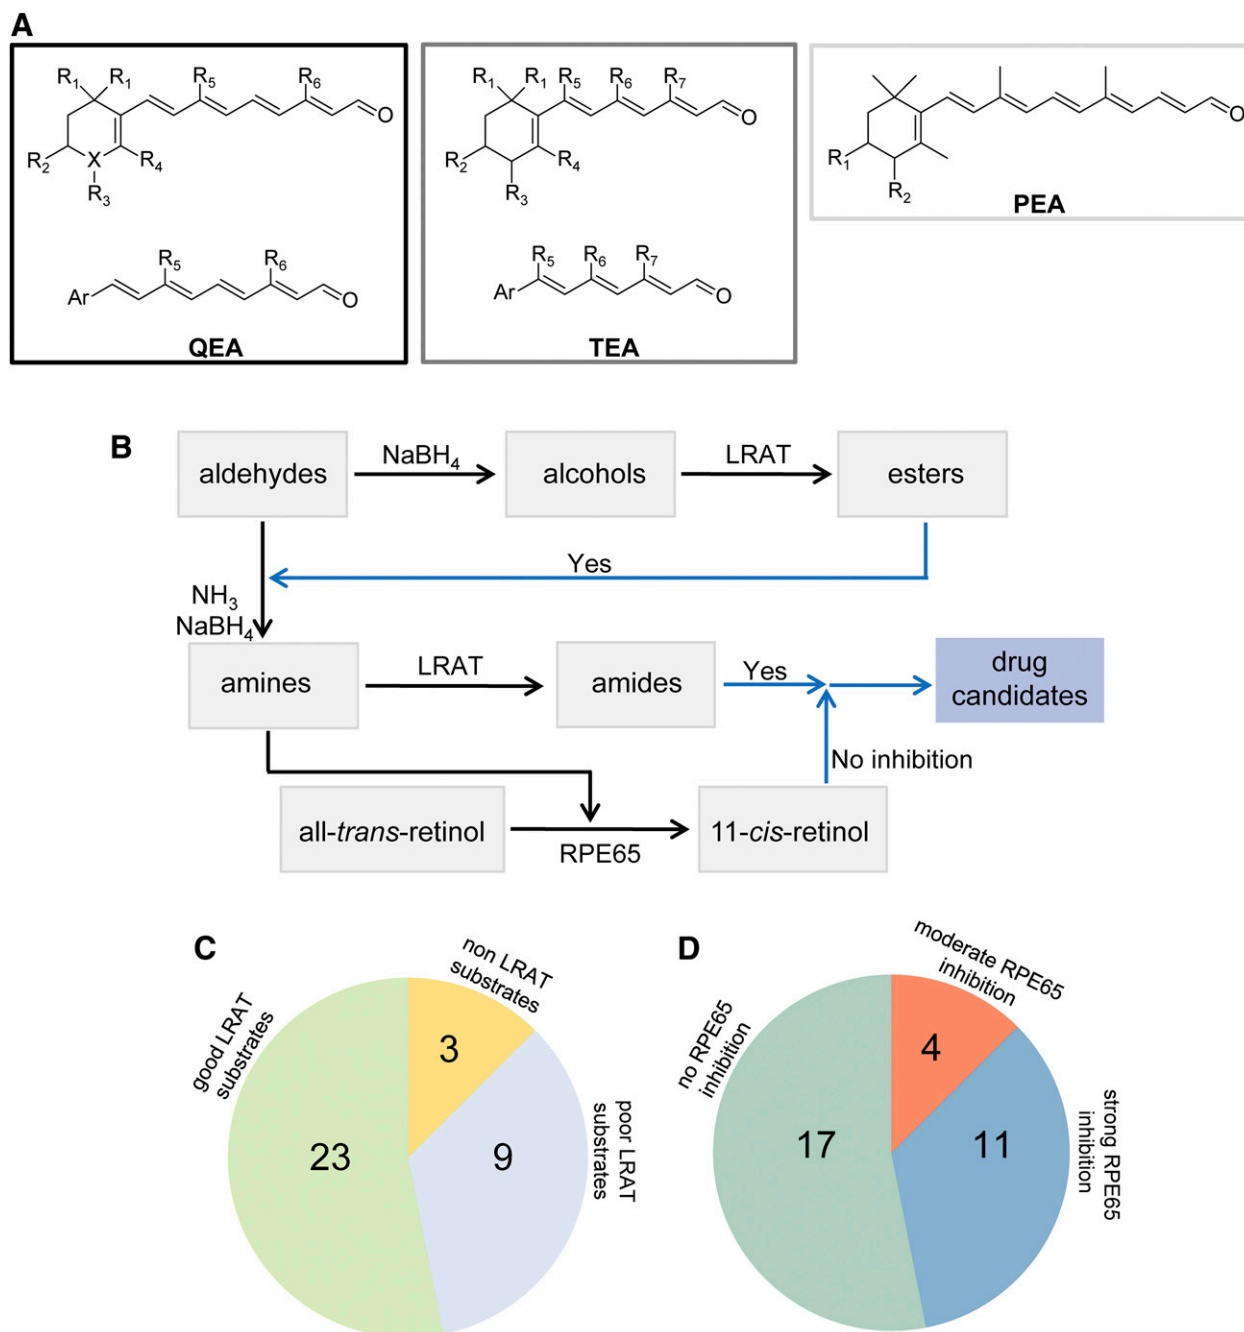 A
R₁ R₁ R₅ R₆
O
R₂ X R₄
R₃
R₅ R₆
Ar O
QEA
R₁ R₁ R₅ R₆ R₇
O
R₂ R₄
R₃
R₅ R₆ R₇
Ar O
TEA
O
R₁
R₂
PEA
B
aldehydes NaBH₄ alcohols LRAT esters
Yes
NH₃
NaBH₄
amines LRAT amides Yes drug
candidates
No inhibition
all-trans-retinol RPE65 11-cis-retinol
C
good LRAT
substrates
non LRAT
substrates
poor LRAT
substrates
3
23 9
D
no RPE65
inhibition
moderate RPE65
inhibition
strong RPE65
inhibition
4
17 11